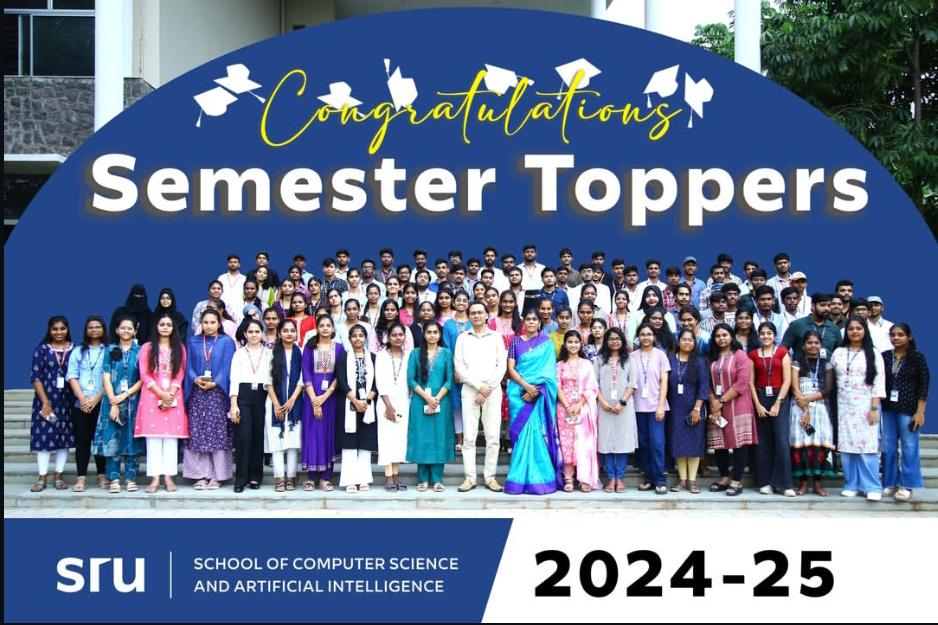 Congratulations
Semester Toppers
sru
SCHOOL OF COMPUTER SCIENCE
AND ARTIFICIAL INTELLIGENCE
2024-25